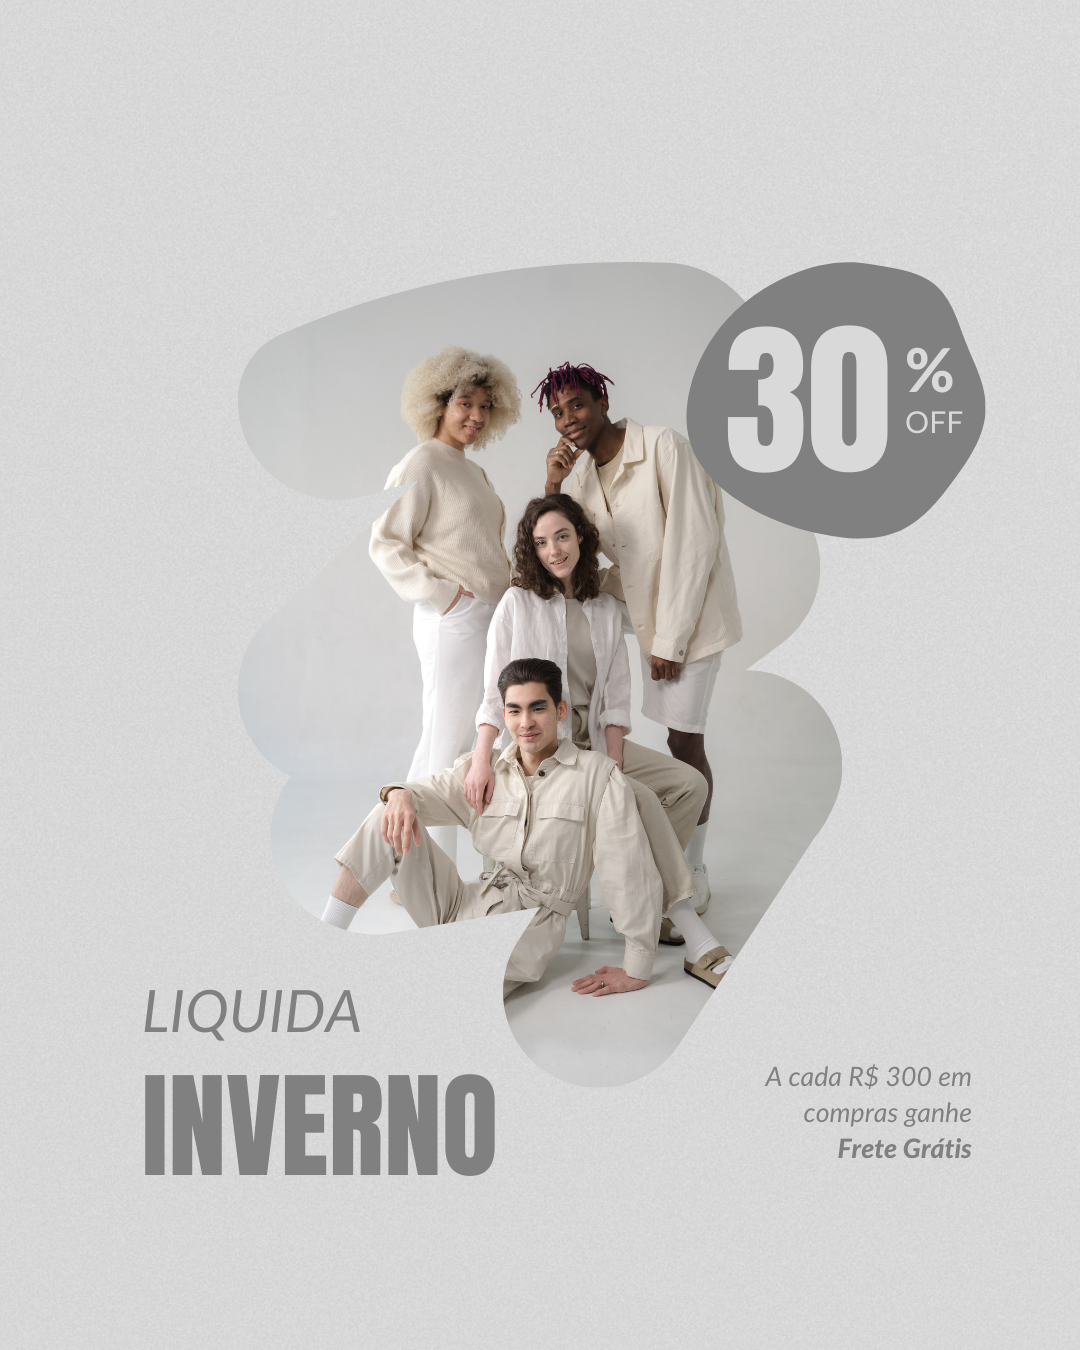 30
%
OFF
LIQUIDA
INVERNO
A cada R$ 300 em
compras ganhe
Frete Grátis